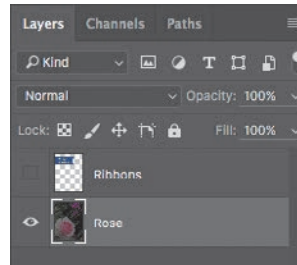 Layers Channels Paths
Kind
Normal Opacity: 100%
Lock: Fill: 100%
Ribbons
Rose